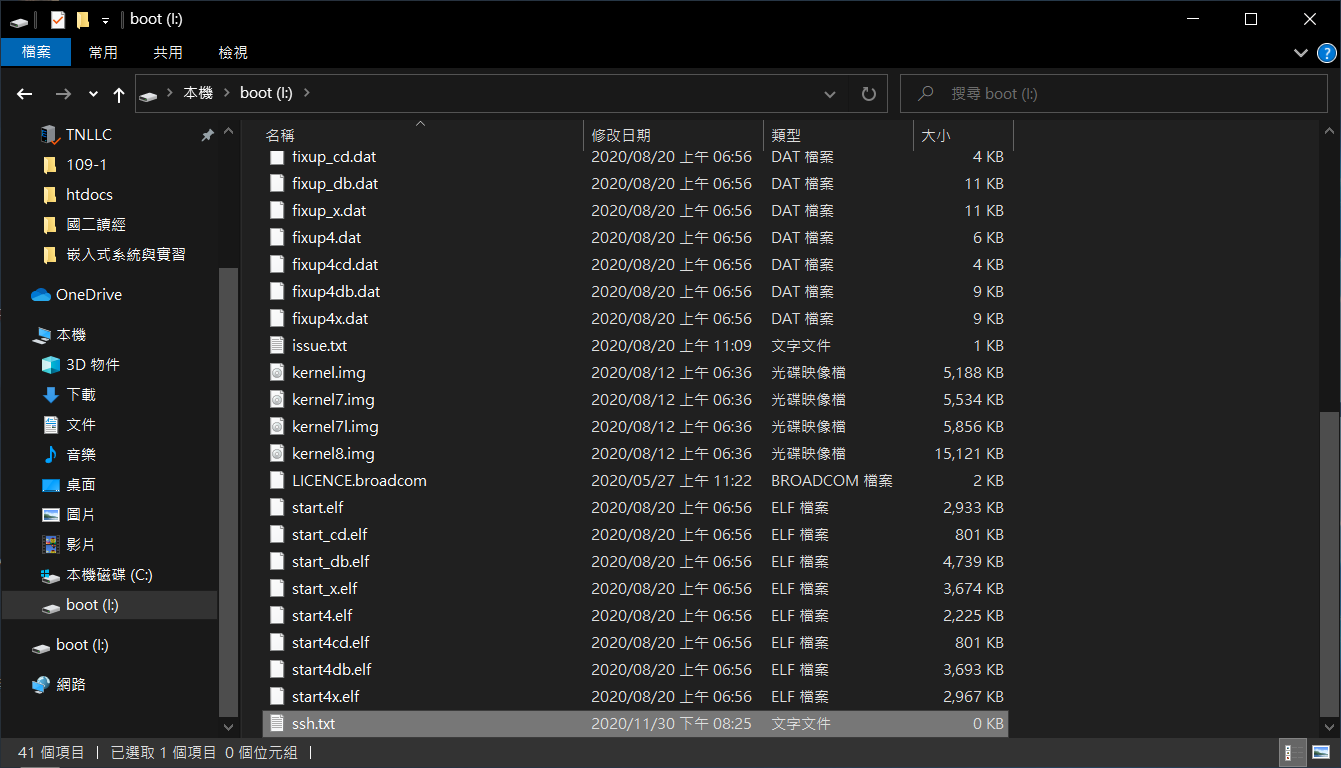 boot (I:)
檔案 常用 共用 檢視
本機 boot (I:) 搜尋 boot (I:)
TNLLC
109-1
htdocs
國二讀經
嵌入式系統與實習
OneDrive
本機
3D 物件
下載
文件
音樂
桌面
圖片
影片
本機磁碟 (C:)
boot (I:)
boot (I:)
網路
名稱 修改日期 類型 大小
fixup_cd.dat 2020/08/20 上午 06:56 DAT 檔案 4 KB
fixup_db.dat 2020/08/20 上午 06:56 DAT 檔案 11 KB
fixup_x.dat 2020/08/20 上午 06:56 DAT 檔案 11 KB
fixup4.dat 2020/08/20 上午 06:56 DAT 檔案 6 KB
fixup4cd.dat 2020/08/20 上午 06:56 DAT 檔案 4 KB
fixup4db.dat 2020/08/20 上午 06:56 DAT 檔案 9 KB
fixup4x.dat 2020/08/20 上午 06:56 DAT 檔案 9 KB
issue.txt 2020/08/20 上午 11:09 文字文件 1 KB
kernel.img 2020/08/12 上午 06:36 光碟映像檔 5,188 KB
kernel7.img 2020/08/12 上午 06:36 光碟映像檔 5,534 KB
kernel7l.img 2020/08/12 上午 06:36 光碟映像檔 5,856 KB
kernel8.img 2020/08/12 上午 06:36 光碟映像檔 15,121 KB
LICENCE.broadcom 2020/05/27 上午 11:22 BROADCOM 檔案 2 KB
start.elf 2020/08/20 上午 06:56 ELF 檔案 2,933 KB
start_cd.elf 2020/08/20 上午 06:56 ELF 檔案 801 KB
start_db.elf 2020/08/20 上午 06:56 ELF 檔案 4,739 KB
start_x.elf 2020/08/20 上午 06:56 ELF 檔案 3,674 KB
start4.elf 2020/08/20 上午 06:56 ELF 檔案 2,225 KB
start4cd.elf 2020/08/20 上午 06:56 ELF 檔案 801 KB
start4db.elf 2020/08/20 上午 06:56 ELF 檔案 3,693 KB
start4x.elf 2020/08/20 上午 06:56 ELF 檔案 2,967 KB
ssh.txt 2020/11/30 下午 08:25 文字文件 0 KB
41 個項目 已選取 1 個項目 0 個位元組